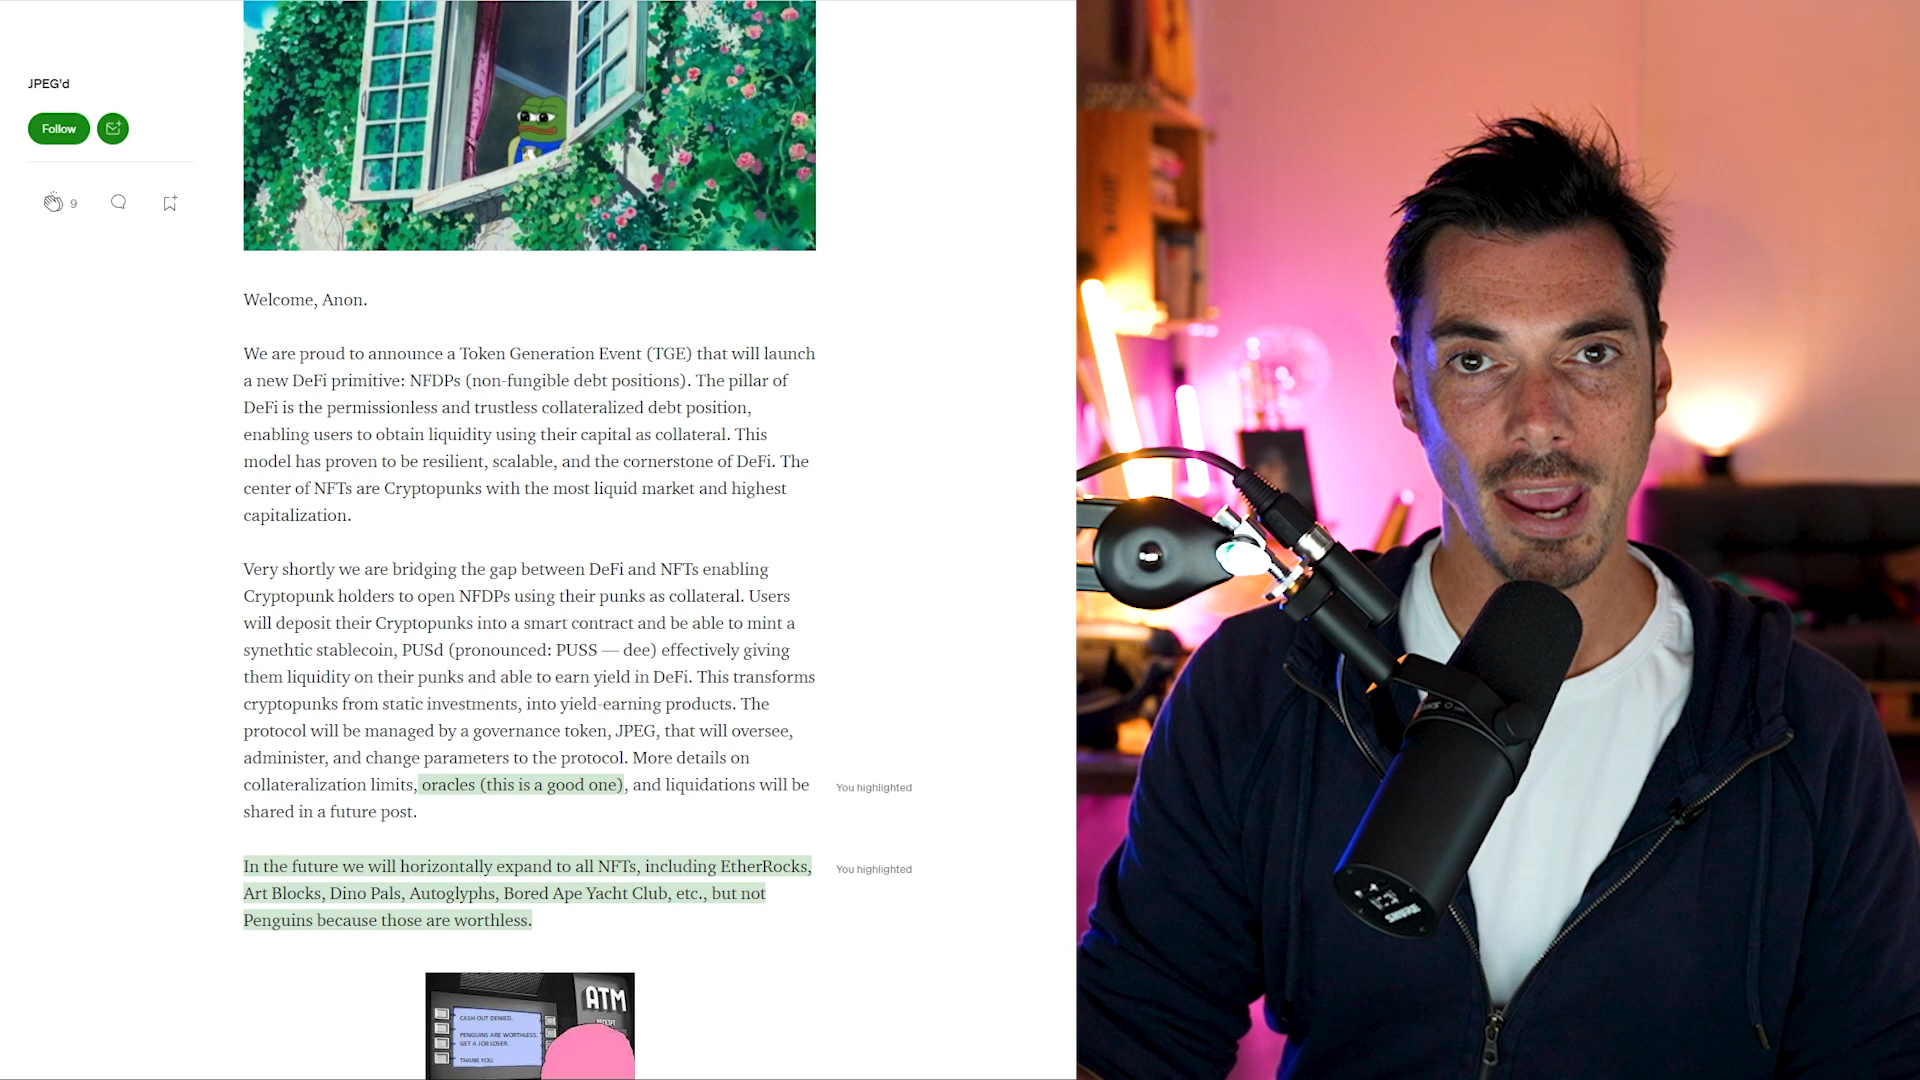 JPEG'd
Follow
9
Welcome, Anon.
We are proud to announce a Token Generation Event (TGE) that will launch
a new DeFi primitive: NFDPs (non-fungible debt positions). The pillar of
DeFi is the permissionless and trustless collateralized debt position,
enabling users to obtain liquidity using their capital as collateral. This
model has proven to be resilient, scalable, and the cornerstone of DeFi. The
center of NFTs are Cryptopunks with the most liquid market and highest
capitalization.
Very shortly we are bridging the gap between DeFi and NFTs enabling
Cryptopunk holders to open NFDPs using their punks as collateral. Users
will deposit their Cryptopunks into a smart contract and be able to mint a
synethtic stablecoin, PUSd (pronounced: PUSS — dee) effectively giving
them liquidity on their punks and able to earn yield in DeFi. This transforms
cryptopunks from static investments, into yield-earning products. The
protocol will be managed by a governance token, JPEG, that will oversee,
administer, and change parameters to the protocol. More details on
collateralization limits, oracles (this is a good one), and liquidations will be
shared in a future post.
You highlighted
In the future we will horizontally expand to all NFTs, including EtherRocks,
Art Blocks, Dino Pals, Autoglyphs, Bored Ape Yacht Club, etc., but not
Penguins because those are worthless.
You highlighted
ATM
RECEIPT
CASH OUT DENIED.
PENGUINS ARE WORTHLESS.
GET A JOB LOSER.
THANK YOU.
SHURE